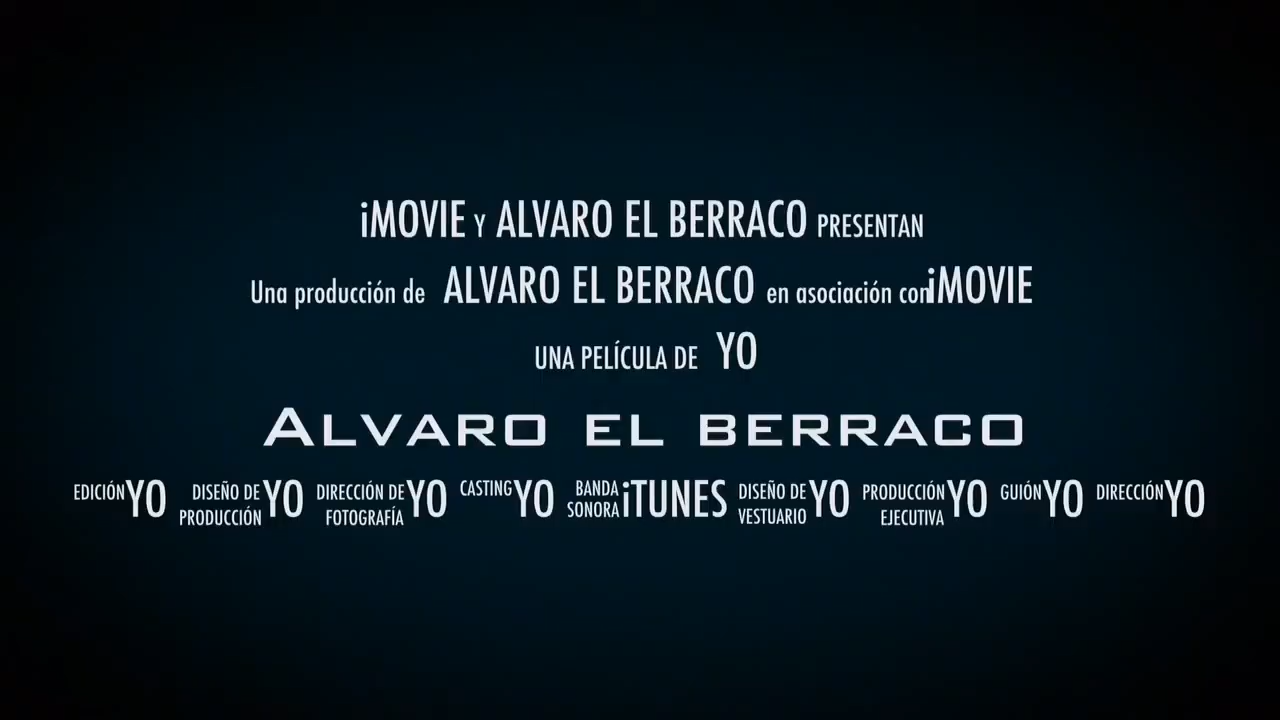 iMOVIE Y ALVARO EL BERRACO PRESENTAN
Una producción de ALVARO EL BERRACO en asociación con iMOVIE
UNA PELÍCULA DE YO
ALVARO EL BERRACO
EDICIÓN YO DISEÑO DE PRODUCCIÓN YO DIRECCIÓN DE FOTOGRAFÍA YO CASTING YO BANDA SONORA iTUNES DISEÑO DE VESTUARIO YO PRODUCCIÓN EJECUTIVA YO GUIÓN YO DIRECCIÓN YO